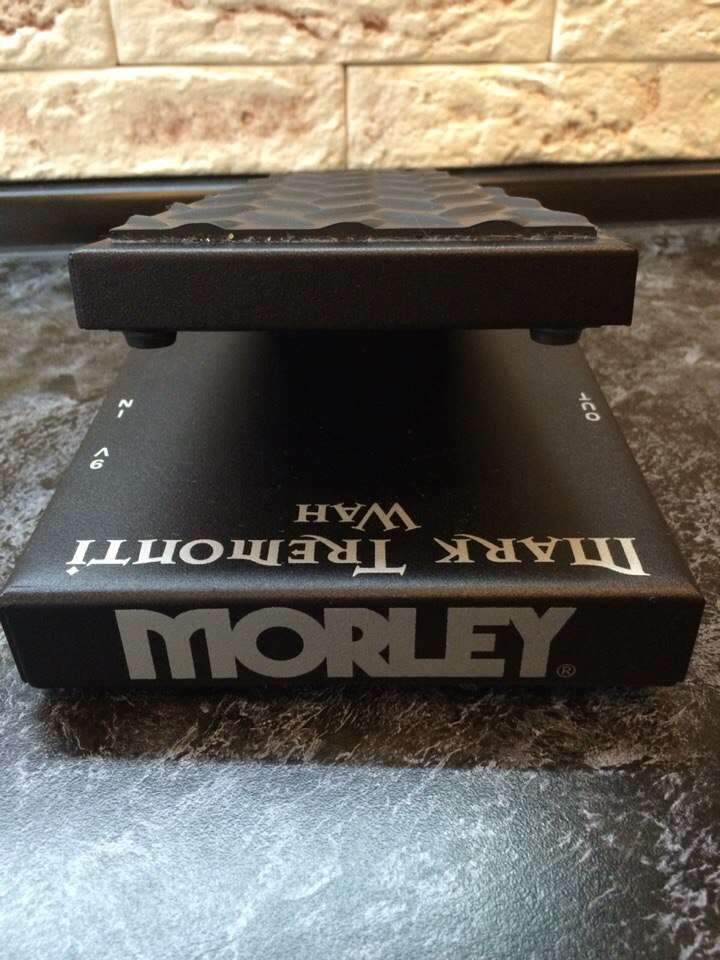 MORLEY®
Mark Tremonti
Wah
9V
IN
OUT